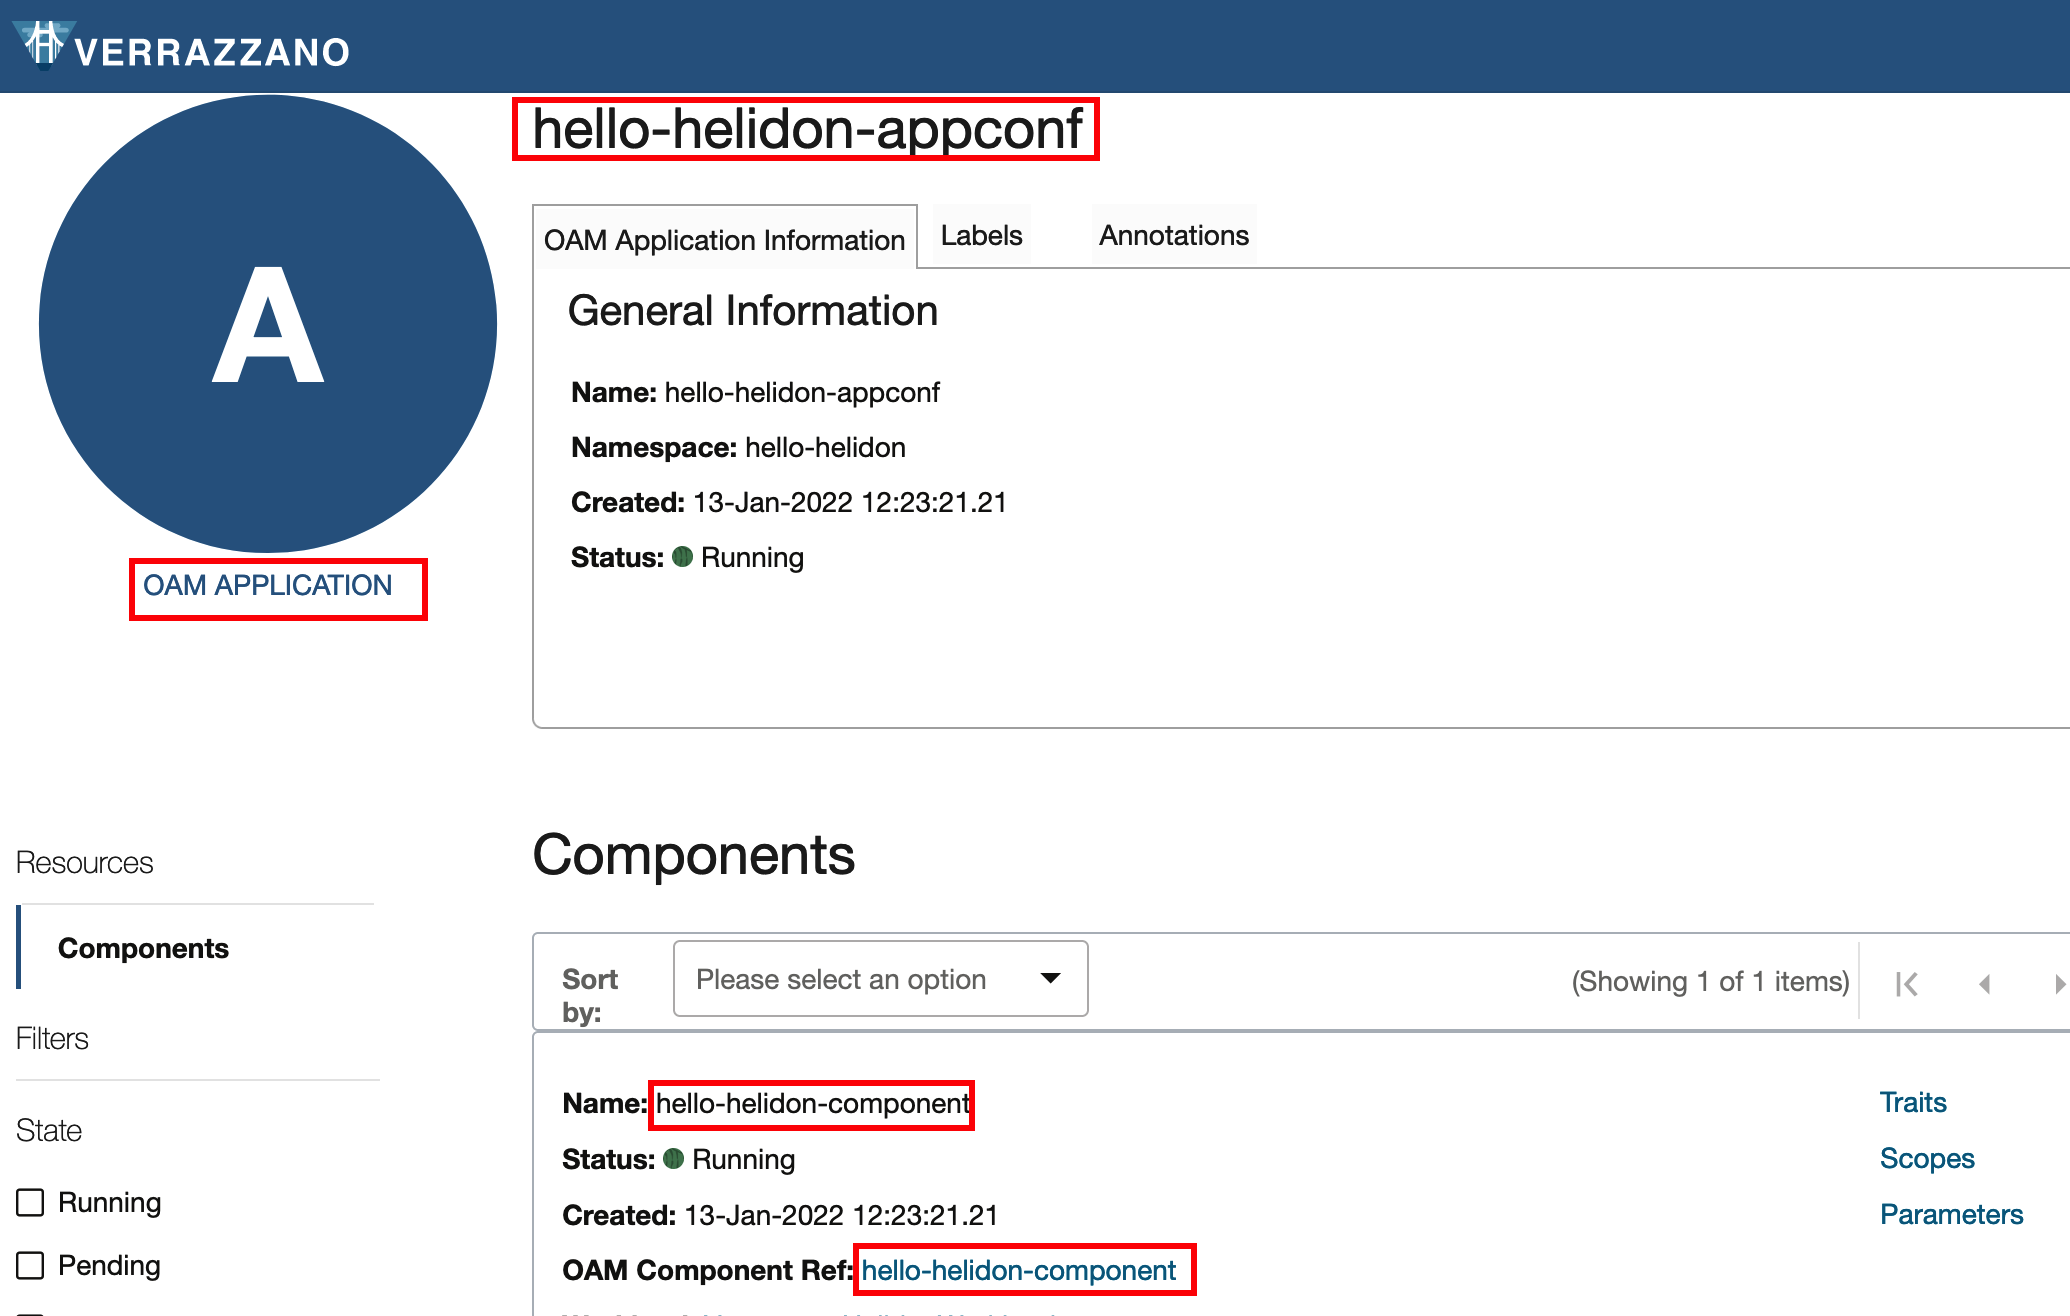 VERRAZZANO
hello-helidon-appconf
A
OAM APPLICATION
OAM Application Information
Labels
Annotations
General Information
Name: hello-helidon-appconf
Namespace: hello-helidon
Created: 13-Jan-2022 12:23:21.21
Status: Running
Resources
Components
Filters
State
Running
Pending
Components
Sort by:
Please select an option
(Showing 1 of 1 items)
Name: hello-helidon-component
Status: Running
Created: 13-Jan-2022 12:23:21.21
OAM Component Ref: hello-helidon-component
Traits
Scopes
Parameters